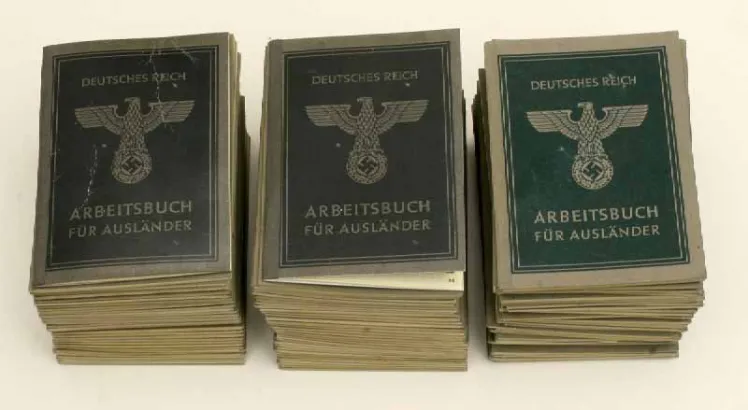 DEUTSCHES REICH
ARBEITSBUCH
FÜR AUSLÄNDER
DEUTSCHES REICH
ARBEITSBUCH
FÜR AUSLÄNDER
DEUTSCHES REICH
ARBEITSBUCH
FÜR AUSLÄNDER